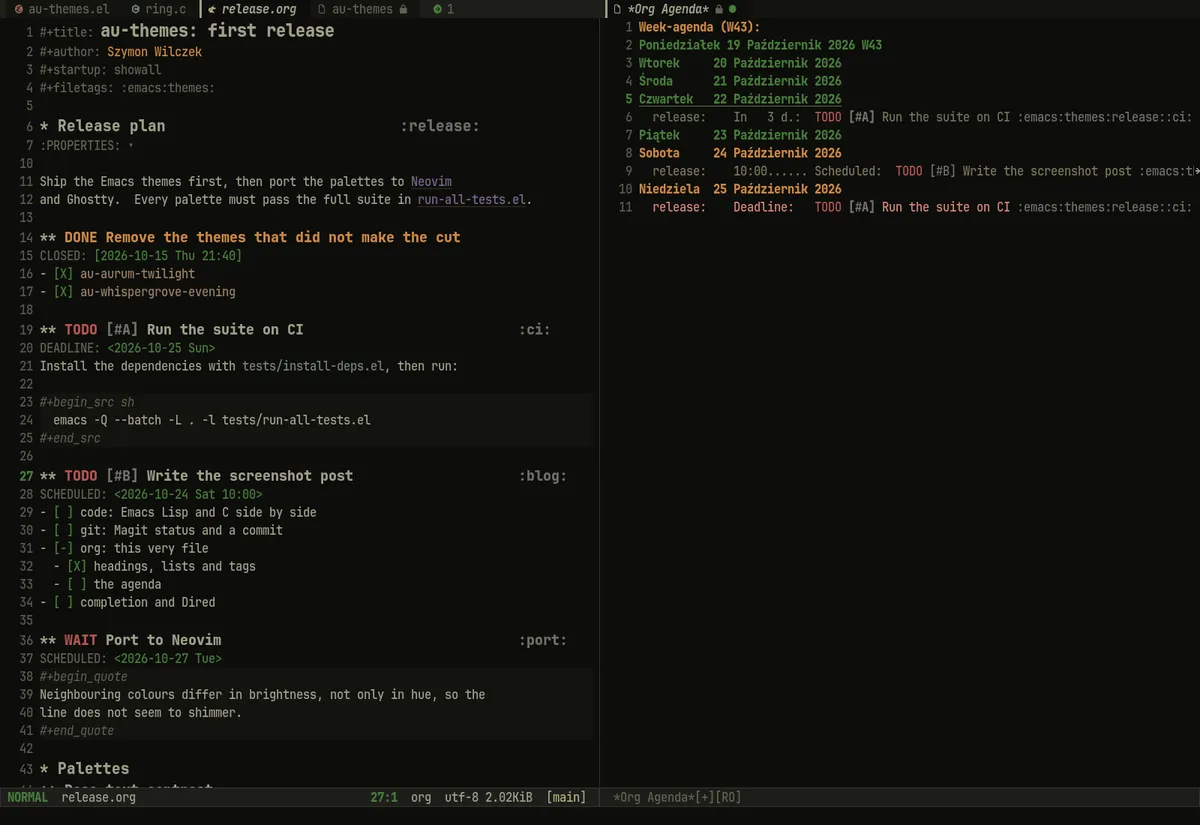 au-themes.el ring.c release.org au-themes 1
1 #+title: au-themes: first release
2 #+author: Szymon Wilczek
3 #+startup: showall
4 #+filetags: :emacs:themes:
5
6 * Release plan :release:
7 :PROPERTIES:
10
11 Ship the Emacs themes first, then port the palettes to Neovim
12 and Ghostty.  Every palette must pass the full suite in run-all-tests.el.
13
14 ** DONE Remove the themes that did not make the cut
15 CLOSED: [2026-10-15 Thu 21:40]
16 - [X] au-aurum-twilight
17 - [X] au-whispergrove-evening
18
19 ** TODO [#A] Run the suite on CI :ci:
20 DEADLINE: <2026-10-25 Sun>
21 Install the dependencies with tests/install-deps.el, then run:
22
23 #+begin_src sh
24   emacs -Q --batch -L . -l tests/run-all-tests.el
25 #+end_src
26
27 ** TODO [#B] Write the screenshot post :blog:
28 SCHEDULED: <2026-10-24 Sat 10:00>
29 - [ ] code: Emacs Lisp and C side by side
30 - [ ] git: Magit status and a commit
31 - [-] org: this very file
32   - [X] headings, lists and tags
33   - [ ] the agenda
34 - [ ] completion and Dired
35
36 ** WAIT Port to Neovim :port:
37 SCHEDULED: <2026-10-27 Tue>
38 #+begin_quote
39 Neighbouring colours differ in brightness, not only in hue, so the
40 line does not seem to shimmer.
41 #+end_quote
42
43 * Palettes
NORMAL release.org 27:1 org utf-8 2.02KiB [main]
*Org Agenda*
1 Week-agenda (W43):
2 Poniedziałek 19 Październik 2026 W43
3 Wtorek     20 Październik 2026
4 Środa      21 Październik 2026
5 Czwartek   22 Październik 2026
6   release:    In   3 d.:  TODO [#A] Run the suite on CI :emacs:themes:release::ci:
7 Piątek     23 Październik 2026
8 Sobota     24 Październik 2026
9   release:    10:00...... Scheduled:  TODO [#B] Write the screenshot post :emacs:t
10 Niedziela  25 Październik 2026
11   release:    Deadline:   TODO [#A] Run the suite on CI :emacs:themes:release::ci:
*Org Agenda*[+][RO]